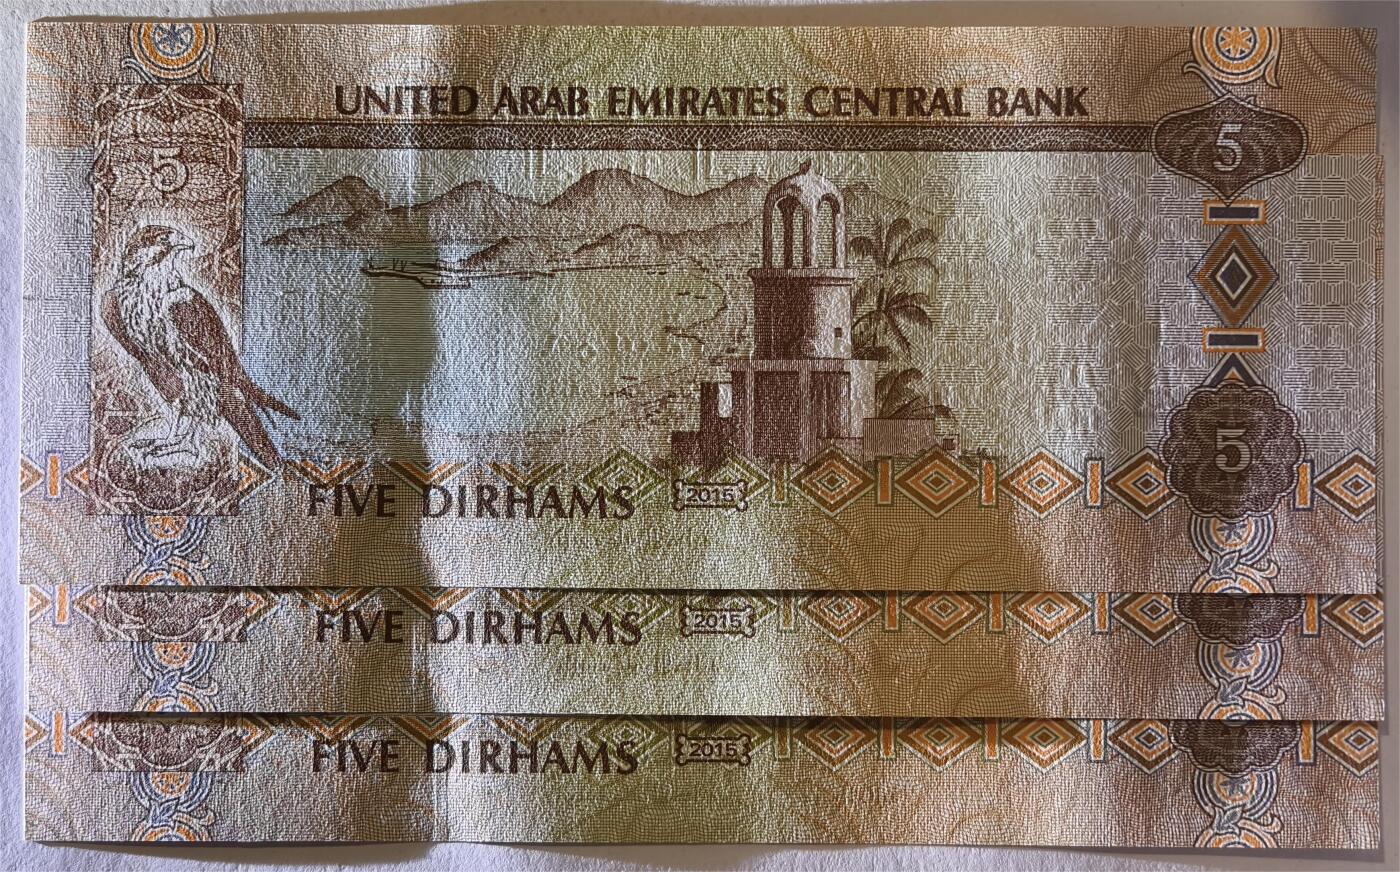 UNITED ARAB EMIRATES CENTRAL BANK
5
5
5
FIVE DIRHAMS 2015
FIVE DIRHAMS 2015
FIVE DIRHAMS 2015